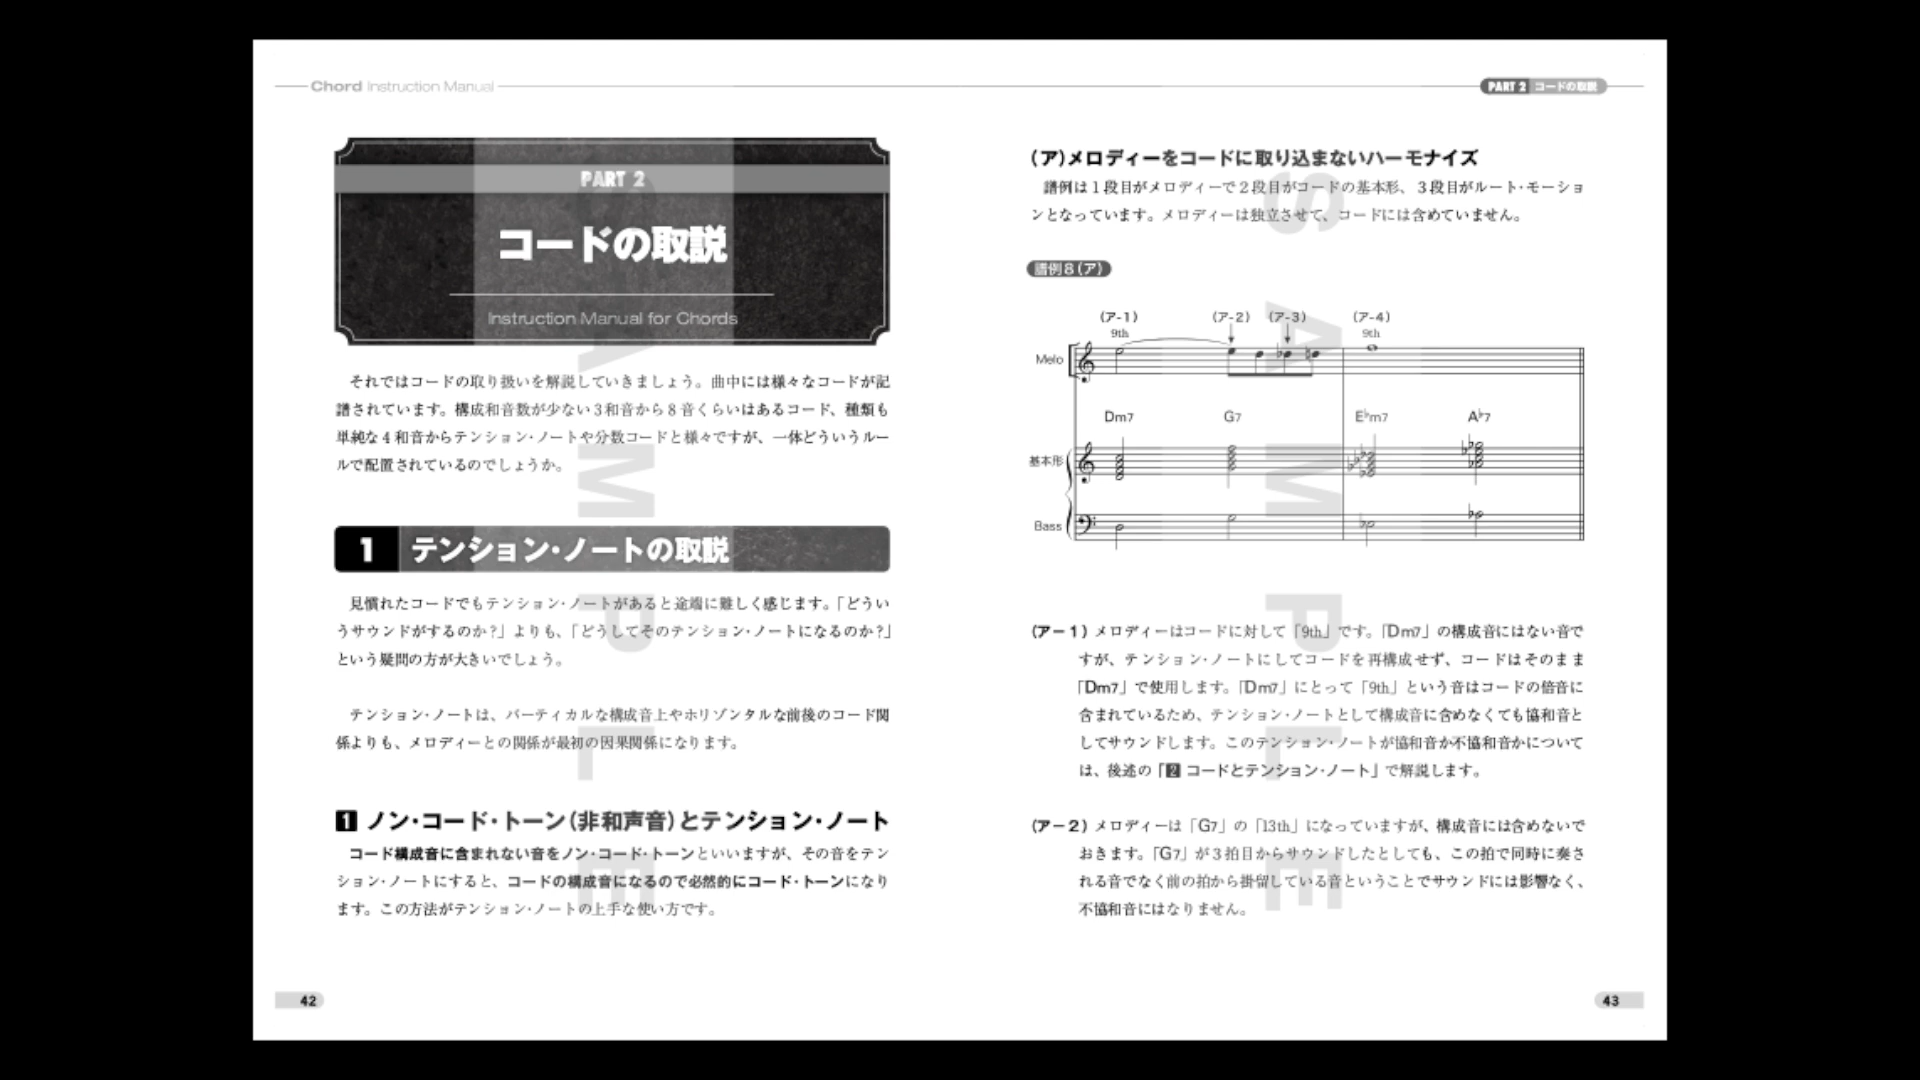 Chord Instruction Manual
PART 2
コードの取説
Instruction Manual for Chords
それではコードの取り扱いを解説していきましょう。曲中には様々なコードが記
譜されています。構成和音数が少ない3和音から8音くらいはあるコード、種類も
単純な4和音からテンション・ノートや分数コードと様々ですが、一体どういうルー
ルで配置されているのでしょうか。
1 テンション・ノートの取説
見慣れたコードでもテンション・ノートがあると途端に難しく感じます。「どうい
うサウンドがするのか?」よりも、「どうしてそのテンション・ノートになるのか?」
という疑問の方が大きいでしょう。
テンション・ノートは、バーティカルな構成音上やホリゾンタルな前後のコード関
係よりも、メロディーとの関係が最初の因果関係になります。
1 ノン・コード・トーン(非和声音)とテンション・ノート
コード構成音に含まれない音をノン・コード・トーンといいますが、その音をテン
ション・ノートにすると、コードの構成音になるので必然的にコード・トーンになり
ます。この方法がテンション・ノートの上手な使い方です。
42
SAMPLE
PART 2 コードの取説
(ア)メロディーをコードに取り込まないハーモナイズ
譜例は1段目がメロディーで2段目がコードの基本形、3段目がルート・モーショ
ンとなっています。メロディーは独立させて、コードには含めていません。
譜例8(ア)
(ア-1) (ア-2) (ア-3) (ア-4)
9th 9th
Melo
Dm7 G7 E♭m7 A♭7
基本形
Bass
(ア−1) メロディーはコードに対して「9th」です。「Dm7」の構成音にはない音で
すが、テンション・ノートにしてコードを再構成せず、コードはそのまま
「Dm7」で使用します。「Dm7」にとって「9th」という音はコードの倍音に
含まれているため、テンション・ノートとして構成音に含めなくても協和音と
してサウンドします。このテンション・ノートが協和音か不協和音かについて
は、後述の「2 コードとテンション・ノート」で解説します。
(ア−2) メロディーは「G7」の「13th」になっていますが、構成音には含めないで
おきます。「G7」が3拍目からサウンドしたとしても、この拍で同時に奏さ
れる音でなく前の拍から掛留している音ということでサウンドには影響なく、
不協和音にはなりません。
43
SAMPLE